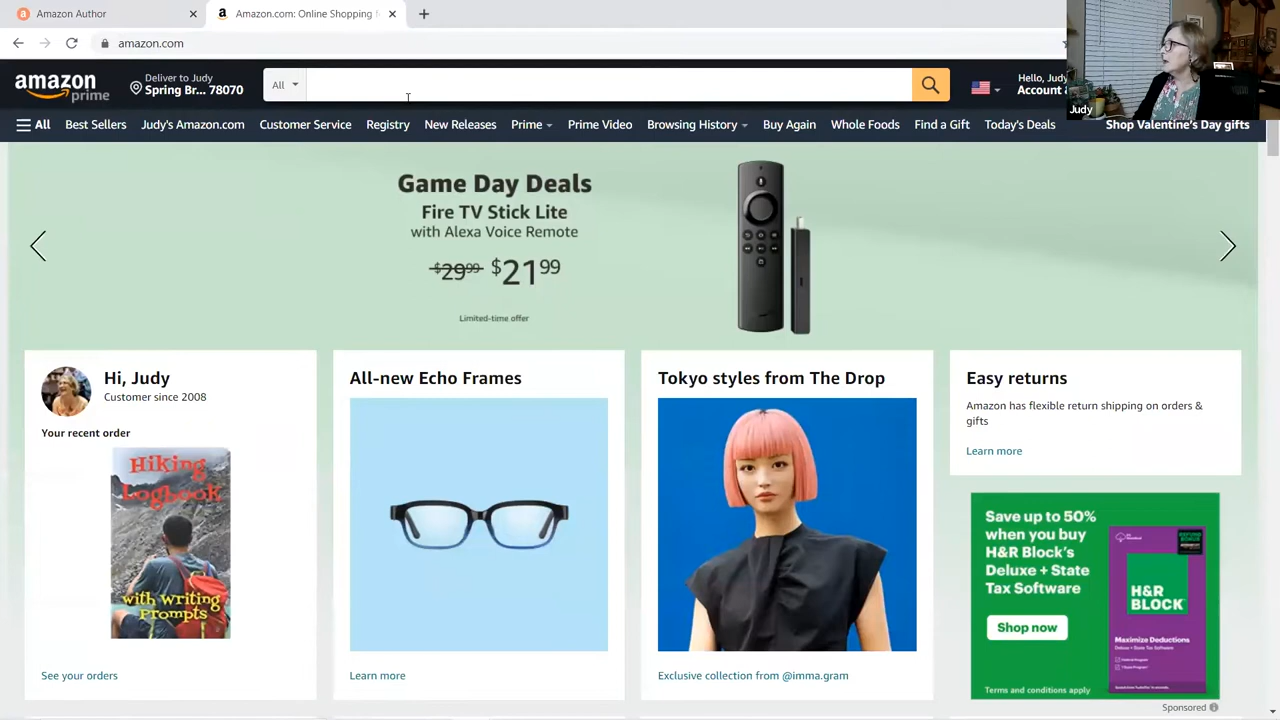 Amazon Author
Amazon.com: Online Shopping
amazon.com
Judy
amazon
prime
Deliver to Judy
Spring Br... 78070
All
Hello, Judy
Account &
All
Best Sellers
Judy's Amazon.com
Customer Service
Registry
New Releases
Prime
Prime Video
Browsing History
Buy Again
Whole Foods
Find a Gift
Today's Deals
Shop Valentine's Day gifts
Game Day Deals
Fire TV Stick Lite
with Alexa Voice Remote
$29.99 $21.99
Limited-time offer
Hi, Judy
Customer since 2008
Your recent order
Hiking
Logbook
with Writing
Prompts
See your orders
All-new Echo Frames
Learn more
Tokyo styles from The Drop
Exclusive collection from @imma.gram
Easy returns
Amazon has flexible return shipping on orders &
gifts
Learn more
Save up to 50%
when you buy
H&R Block's
Deluxe + State
Tax Software
Shop now
Terms and conditions apply
H&R
BLOCK
Maximize Deductions
Sponsored